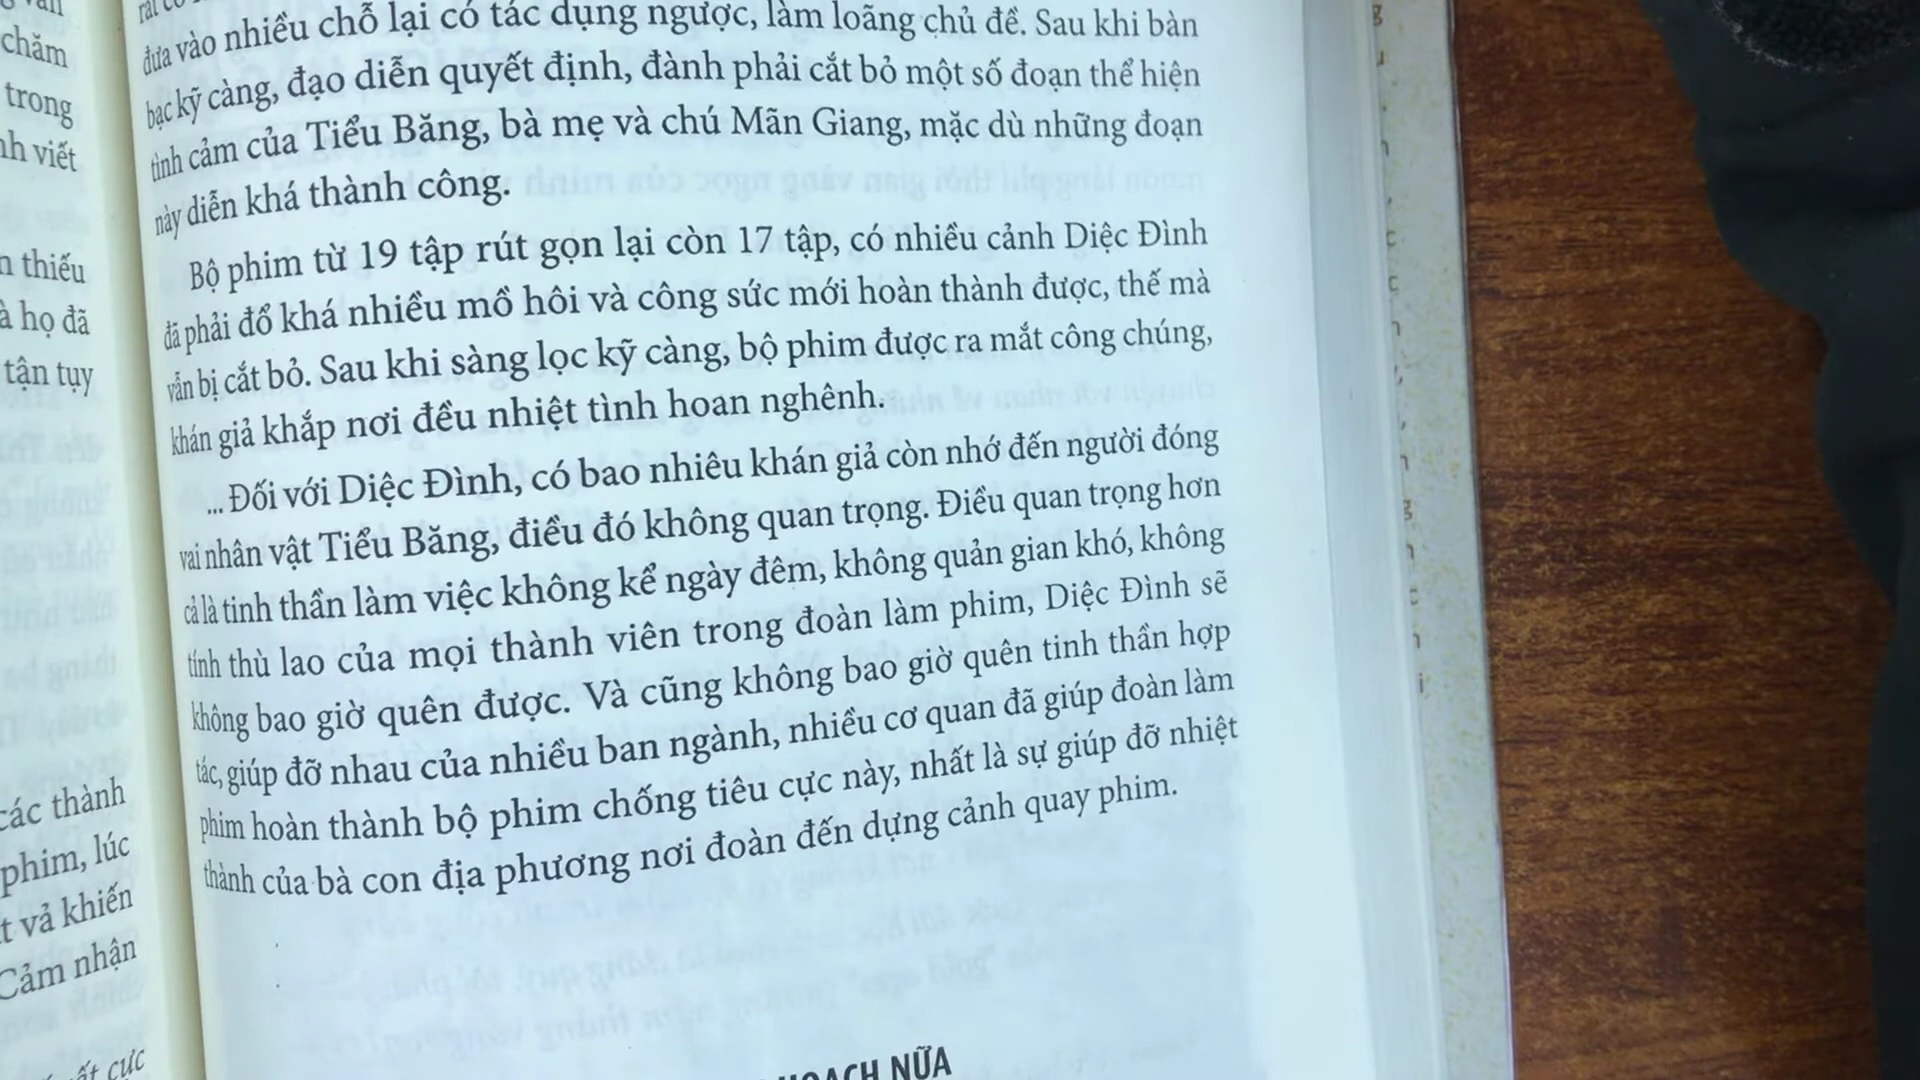 chăm
trong
viết
thiếu
họ đã
tận tụy
các thành
phim, lúc
vả khiến
Cảm nhận
cực
đưa vào nhiều chỗ lại có tác dụng ngược, làm loãng chủ đề. Sau khi bàn
bạc kỹ càng, đạo diễn quyết định, đành phải cắt bỏ một số đoạn thể hiện
tình cảm của Tiểu Băng, bà mẹ và chú Mãn Giang, mặc dù những đoạn
này diễn khá thành công.
Bộ phim từ 19 tập rút gọn lại còn 17 tập, có nhiều cảnh Diệc Đình
đã phải đổ khá nhiều mồ hôi và công sức mới hoàn thành được, thế mà
vẫn bị cắt bỏ. Sau khi sàng lọc kỹ càng, bộ phim được ra mắt công chúng,
khán giả khắp nơi đều nhiệt tình hoan nghênh.
...Đối với Diệc Đình, có bao nhiêu khán giả còn nhớ đến người đóng
vai nhân vật Tiểu Băng, điều đó không quan trọng. Điều quan trọng hơn
cả là tinh thần làm việc không kể ngày đêm, không quản gian khó, không
tính thù lao của mọi thành viên trong đoàn làm phim, Diệc Đình sẽ
không bao giờ quên được. Và cũng không bao giờ quên tinh thần hợp
tác, giúp đỡ nhau của nhiều ban ngành, nhiều cơ quan đã giúp đoàn làm
phim hoàn thành bộ phim chống tiêu cực này, nhất là sự giúp đỡ nhiệt
thành của bà con địa phương nơi đoàn đến dựng cảnh quay phim.
NỮA